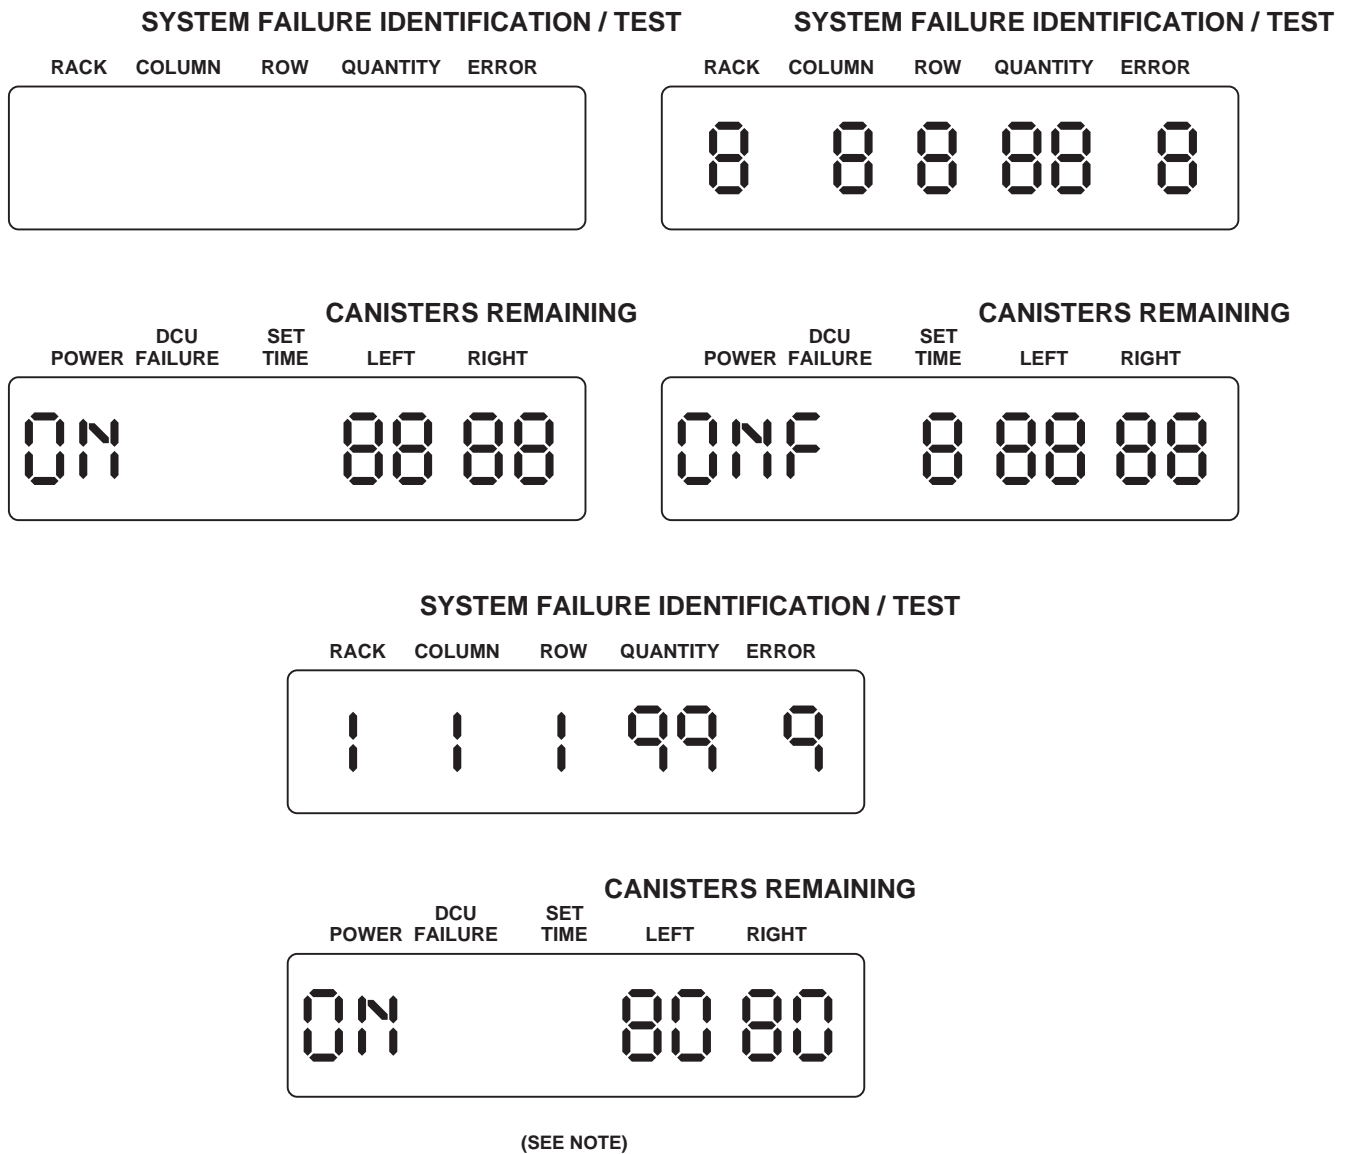 SYSTEM FAILURE IDENTIFICATION / TEST
RACK COLUMN ROW QUANTITY ERROR
SYSTEM FAILURE IDENTIFICATION / TEST
RACK COLUMN ROW QUANTITY ERROR
8 8 8 88 8
CANISTERS REMAINING
POWER DCU FAILURE SET TIME LEFT RIGHT
ON 88 88
CANISTERS REMAINING
POWER DCU FAILURE SET TIME LEFT RIGHT
ONF 8 88 88
SYSTEM FAILURE IDENTIFICATION / TEST
RACK COLUMN ROW QUANTITY ERROR
1 1 1 99 9
CANISTERS REMAINING
POWER DCU FAILURE SET TIME LEFT RIGHT
ON 80 80
(SEE NOTE)